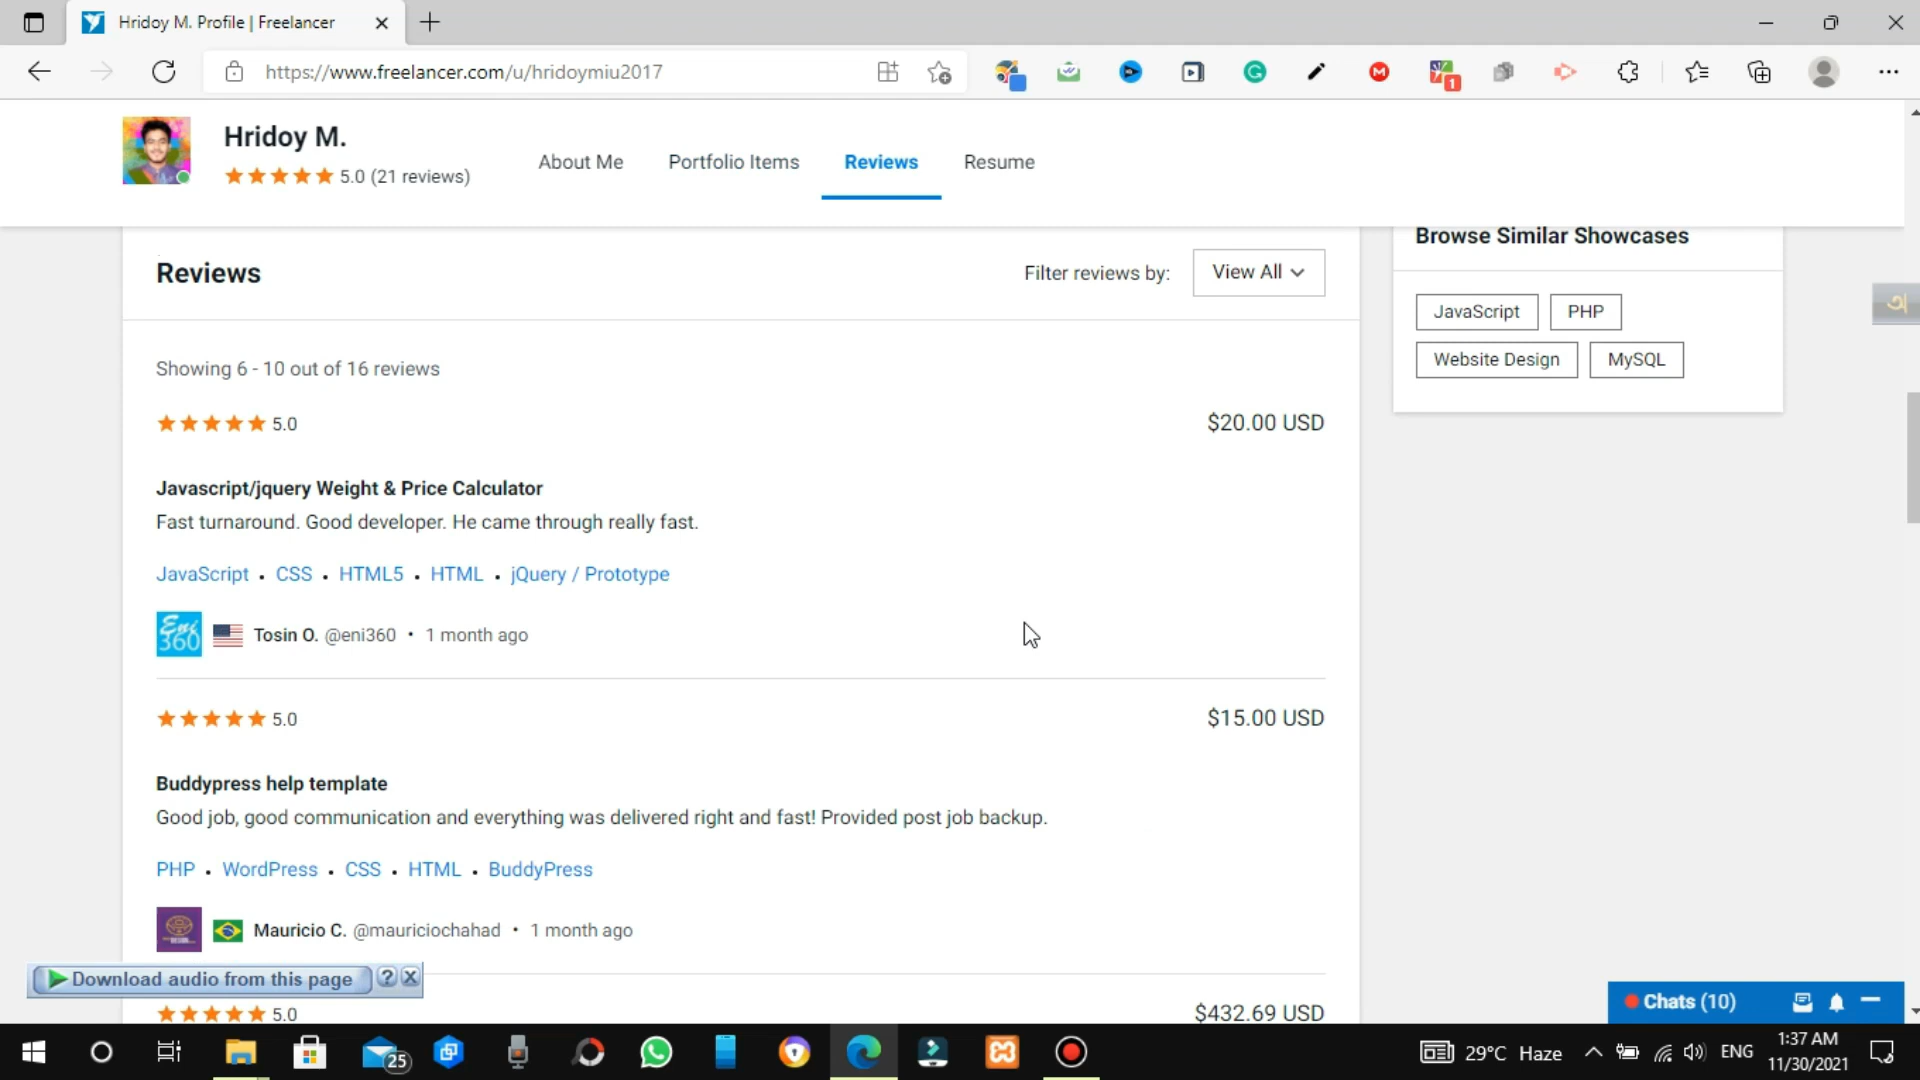 Hridoy M. Profile | Freelancer
https://www.freelancer.com/u/hridoymiu2017
1
Hridoy M.
5.0 (21 reviews)
About Me
Portfolio Items
Reviews
Resume
Reviews
Filter reviews by:
View All
Browse Similar Showcases
JavaScript
PHP
Website Design
MySQL
অ
Showing 6 - 10 out of 16 reviews
5.0
$20.00 USD
Javascript/jquery Weight & Price Calculator
Fast turnaround. Good developer. He came through really fast.
JavaScript • CSS • HTML5 • HTML • jQuery / Prototype
Eni 360
Tosin O. @eni360 • 1 month ago
5.0
$15.00 USD
Buddypress help template
Good job, good communication and everything was delivered right and fast! Provided post job backup.
PHP • WordPress • CSS • HTML • BuddyPress
Mauricio C. @mauriciochahad • 1 month ago
Download audio from this page
5.0
$432.69 USD
Chats (10)
25
29°C Haze
ENG
1:37 AM
11/30/2021